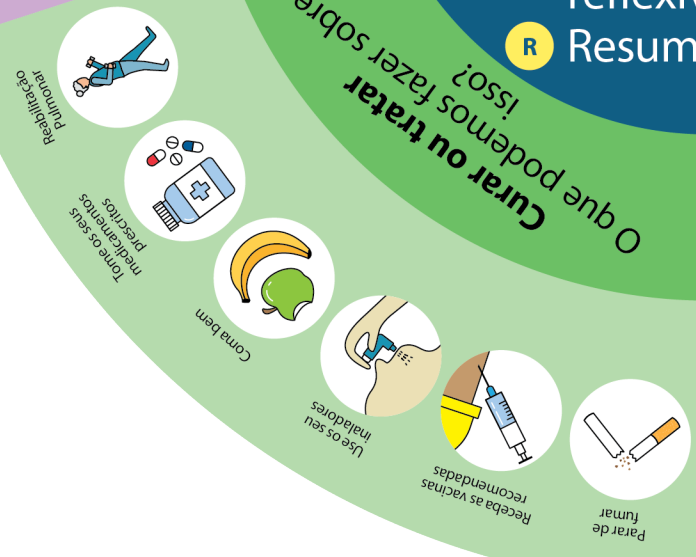 reflexiv
R Resum
Curar ou tratar
O que podemos fazer sobre
isso?
Reabilitação
Pulmonar
Tome os seus
medicamentos
prescritos
Coma bem
Use os seu
inaladores
Receba as vacinas
recomendadas
Parar de
fumar